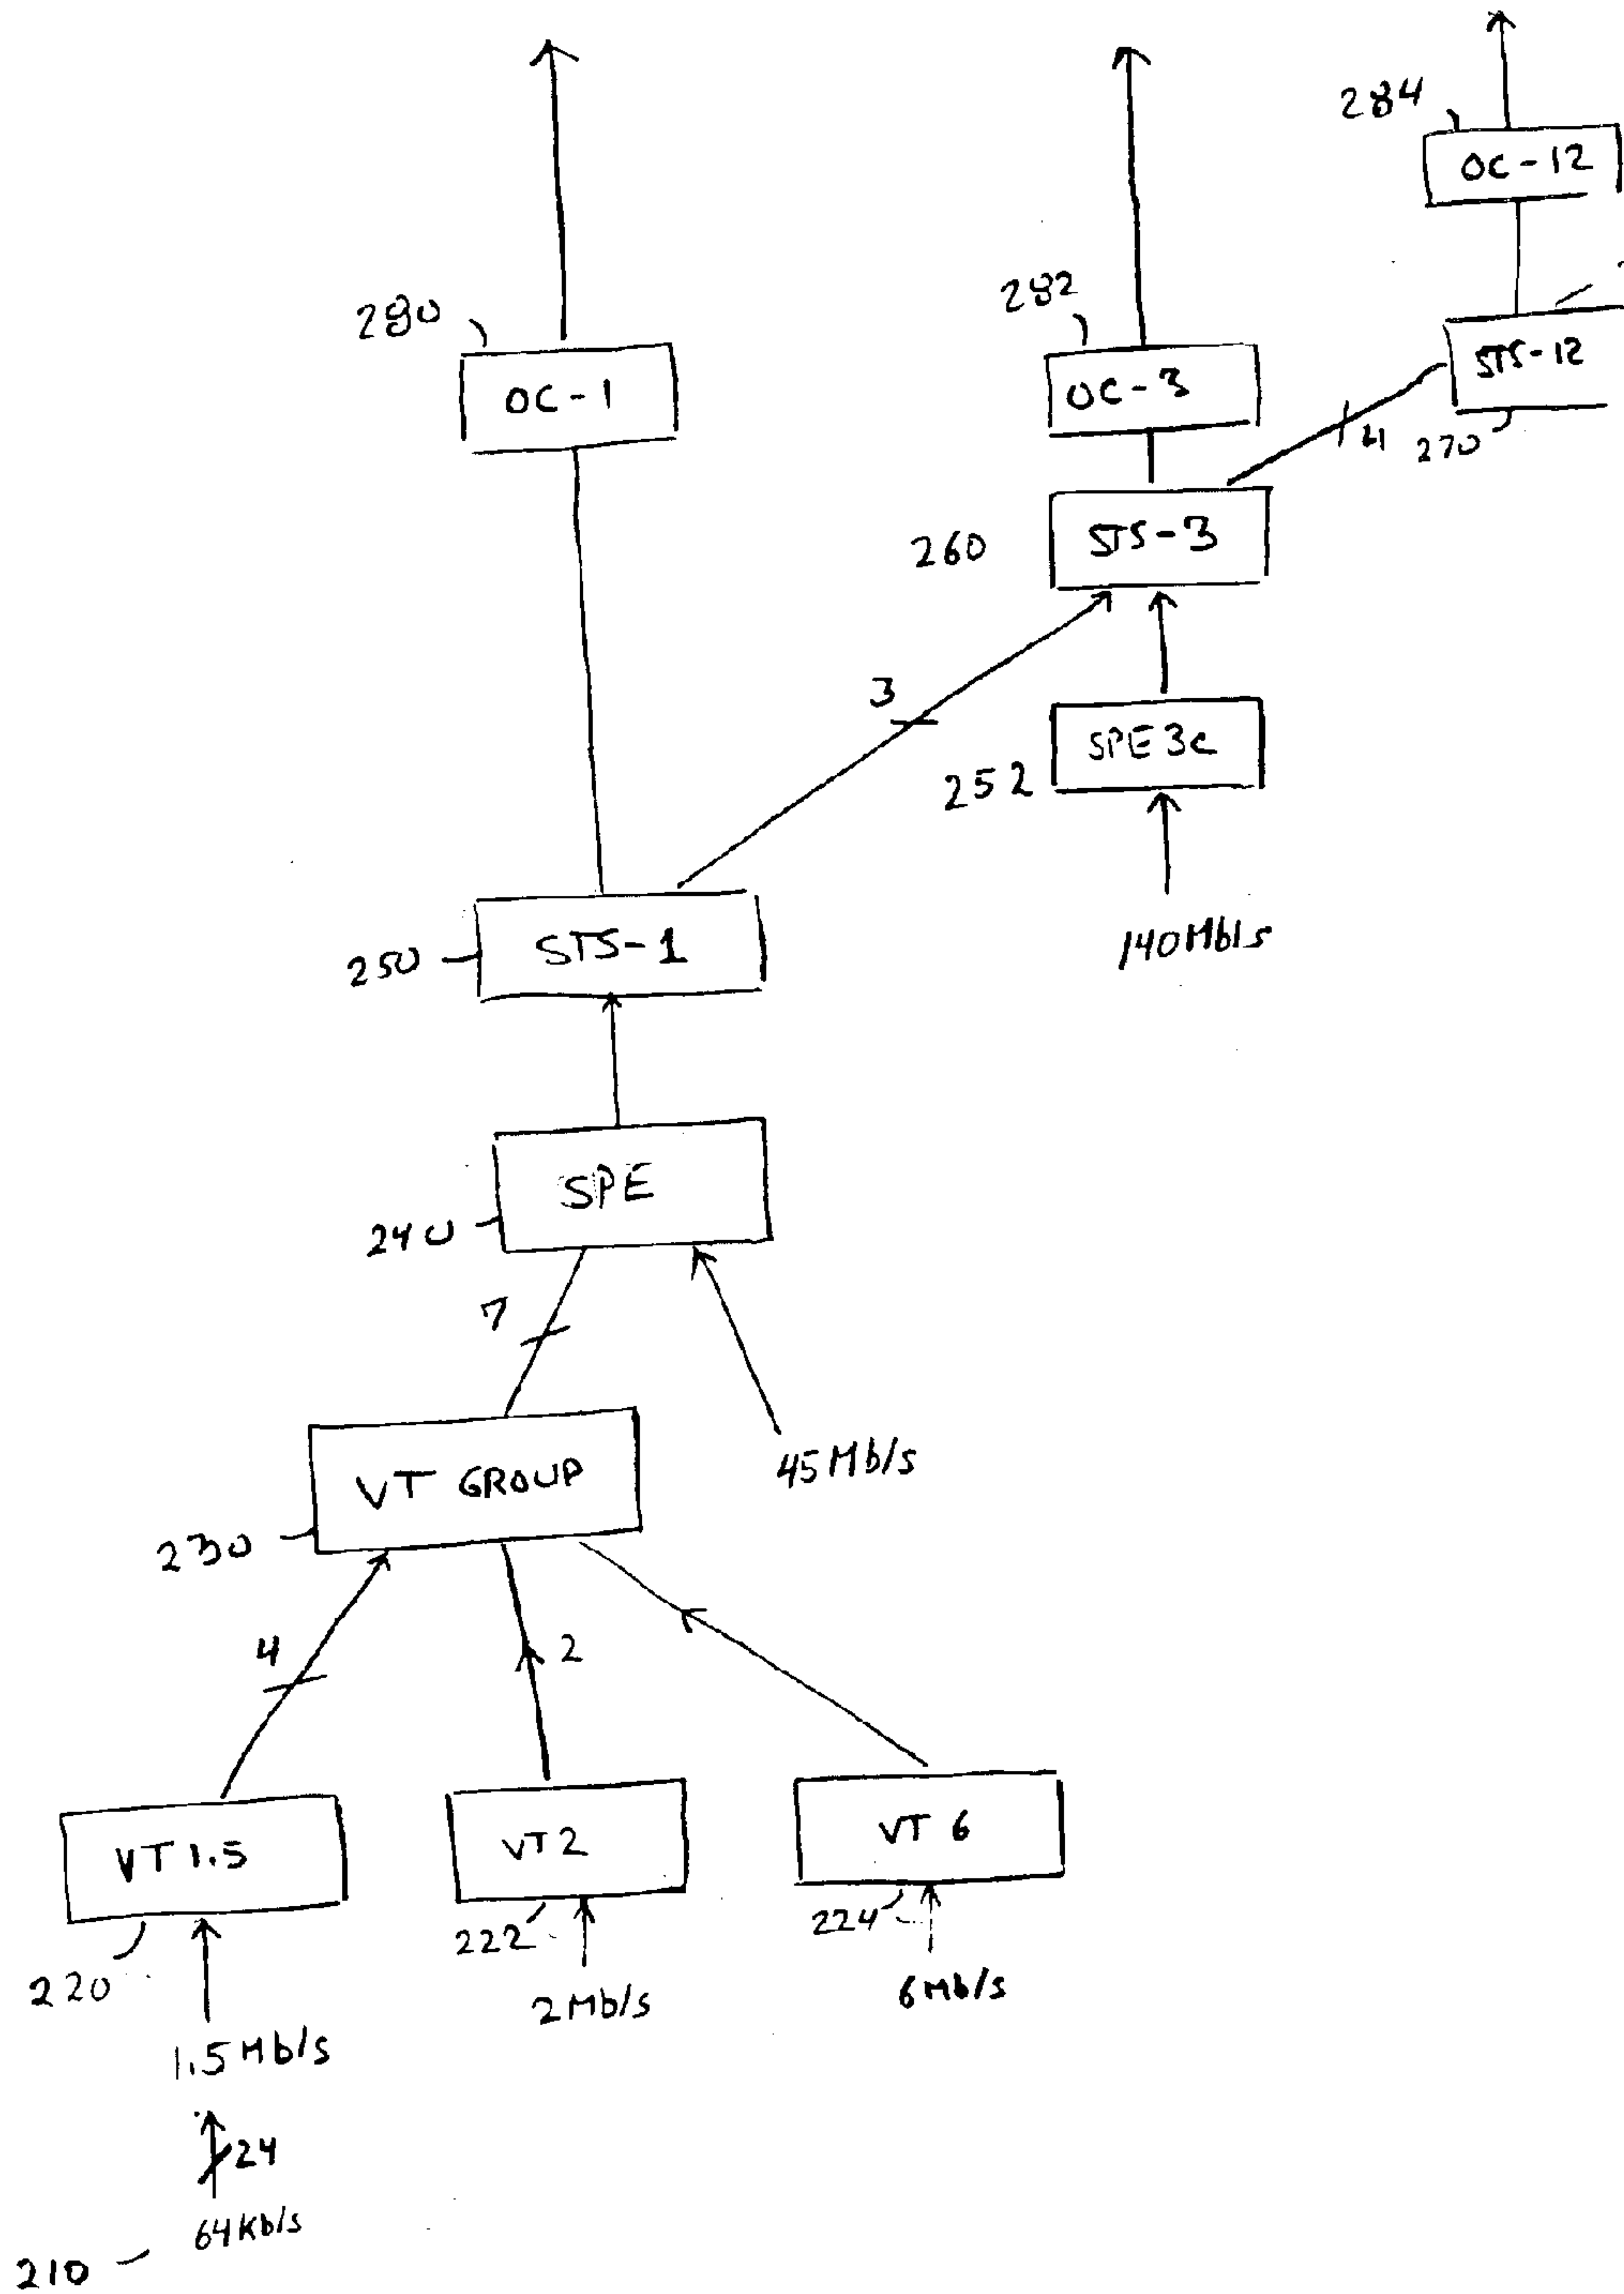 284
OC-12
282
280
OC-1
OC-3
STS-12
4
270
260
STS-3
3
SPE3c
252
140Mb/s
250
STS-1
SPE
240
7
45Mb/s
VT GROUP
230
4
2
VT 1.5
VT 2
VT 6
222
224
220
2Mb/s
6Mb/s
1.5Mb/s
24
64Kb/s
210